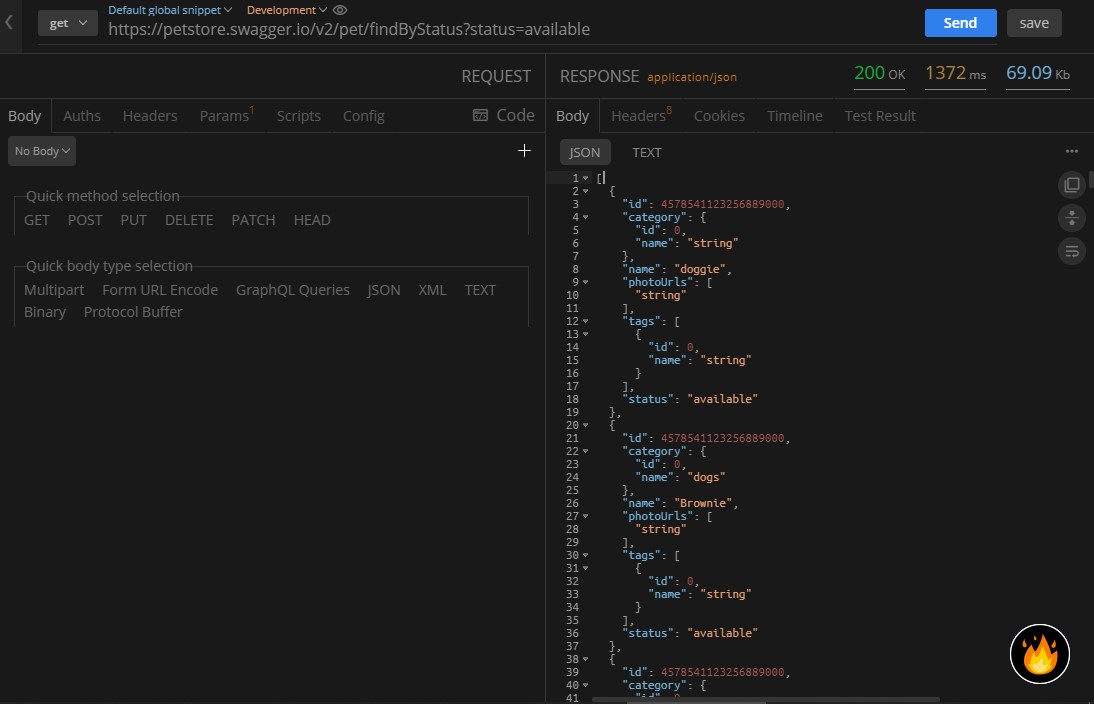 get
Default global snippet Development
https://petstore.swagger.io/v2/pet/findByStatus?status=available
Send save
REQUEST
Body Auths Headers Params 1 Scripts Config Code
No Body
Quick method selection
GET POST PUT DELETE PATCH HEAD
Quick body type selection
Multipart Form URL Encode GraphQL Queries JSON XML TEXT
Binary Protocol Buffer
RESPONSE application/json 200 OK 1372 ms 69.09 Kb
Body Headers 8 Cookies Timeline Test Result
JSON TEXT
1 [
2 {
3 "id": 4578541123256889000,
4 "category": {
5 "id": 0,
6 "name": "string"
7 },
8 "name": "doggie",
9 "photoUrls": [
10 "string"
11 ],
12 "tags": [
13 {
14 "id": 0,
15 "name": "string"
16 }
17 ],
18 "status": "available"
19 },
20 {
21 "id": 4578541123256889000,
22 "category": {
23 "id": 0,
24 "name": "dogs"
25 },
26 "name": "Brownie",
27 "photoUrls": [
28 "string"
29 ],
30 "tags": [
31 {
32 "id": 0,
33 "name": "string"
34 }
35 ],
36 "status": "available"
37 },
38 {
39 "id": 4578541123256889000,
40 "category": {
41 "id": 0